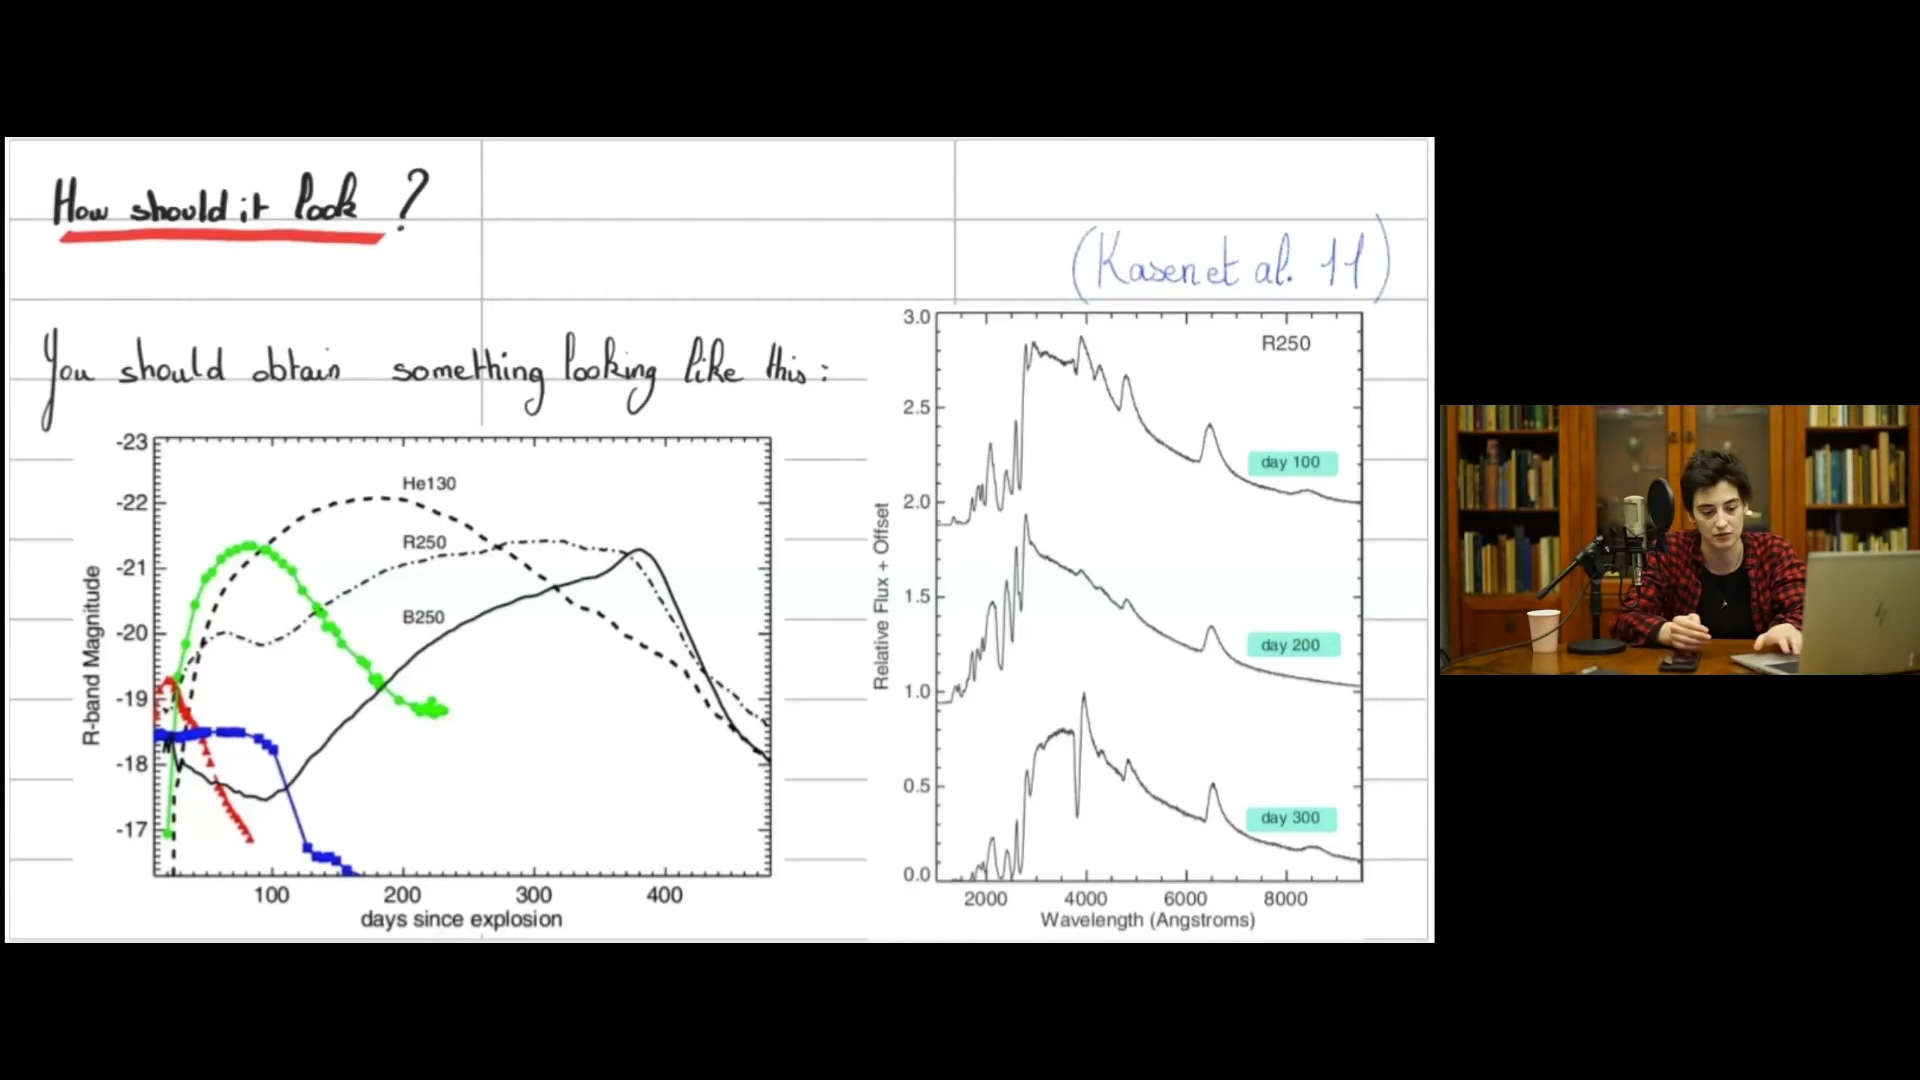 How should it look ?
(Kasen et al. 11)
You should obtain something looking like this :
-23
-22
-21
-20
-19
-18
-17
R-band Magnitude
He130
R250
B250
100 200 300 400
days since explosion
3.0
2.5
2.0
1.5
1.0
0.5
0.0
Relative Flux + Offset
R250
day 100
day 200
day 300
2000 4000 6000 8000
Wavelength (Angstroms)